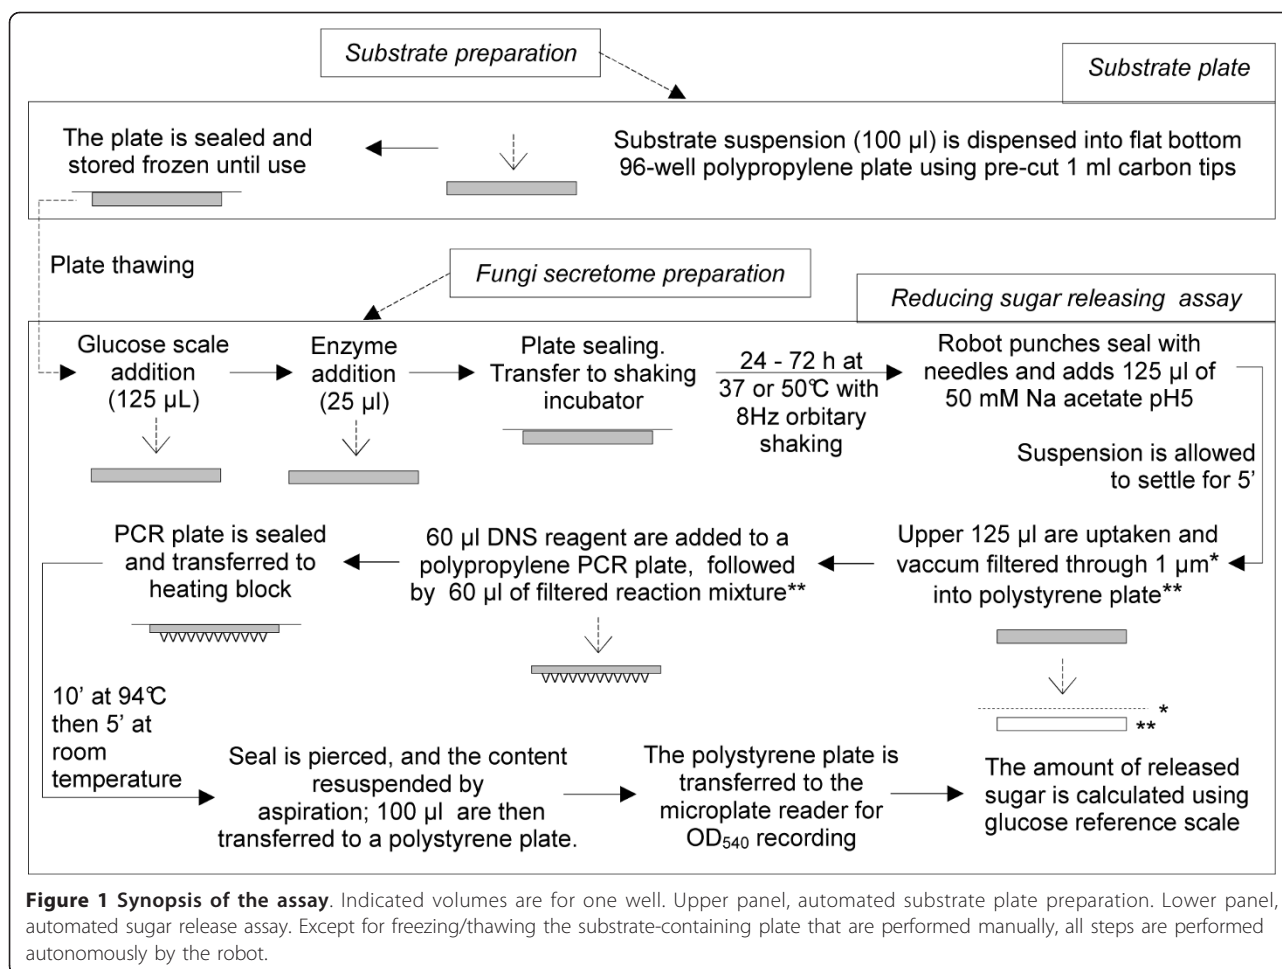 Substrate preparation
Substrate plate
The plate is sealed and
stored frozen until use
Substrate suspension (100 µl) is dispensed into flat bottom
96-well polypropylene plate using pre-cut 1 ml carbon tips
Plate thawing
Fungi secretome preparation
Reducing sugar releasing assay
Glucose scale
addition
(125 µL)
Enzyme
addition
(25 µl)
Plate sealing.
Transfer to shaking
incubator
24 - 72 h at
37 or 50°C with
8Hz orbitary
shaking
Robot punches seal with
needles and adds 125 µl of
50 mM Na acetate pH5
Suspension is allowed
to settle for 5'
Upper 125 µl are uptaken and
vaccum filtered through 1 µm*
into polystyrene plate**
*
**
60 µl DNS reagent are added to a
polypropylene PCR plate, followed
by 60 µl of filtered reaction mixture**
PCR plate is sealed
and transferred to
heating block
10' at 94°C
then 5' at
room
temperature
Seal is pierced, and the content
resuspended by
aspiration; 100 µl are then
transferred to a polystyrene plate.
The polystyrene plate is
transferred to the
microplate reader for
OD540 recording
The amount of released
sugar is calculated using
glucose reference scale
Figure 1 Synopsis of the assay. Indicated volumes are for one well. Upper panel, automated substrate plate preparation. Lower panel,
automated sugar release assay. Except for freezing/thawing the substrate-containing plate that are performed manually, all steps are performed
autonomously by the robot.